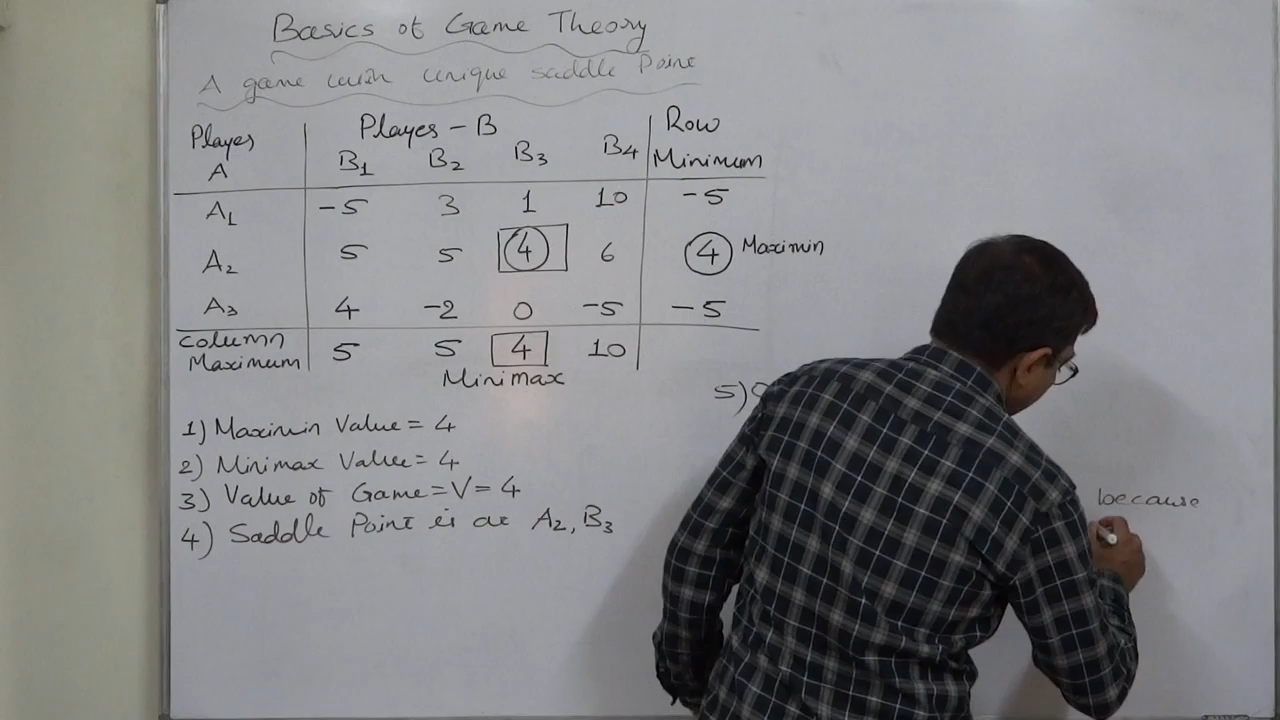 Basics of Game Theory
A game with unique saddle Point
Player A Player - B Row Minimum
B1 B2 B3 B4
A1 -5 3 1 10 -5
A2 5 5 4 6 4 Maximin
A3 4 -2 0 -5 -5
Column Maximum 5 5 4 10
Minimax
1) Maximin Value = 4
2) Minimax Value = 4
3) Value of Game = V = 4
4) Saddle Point is at A2, B3
5)
because